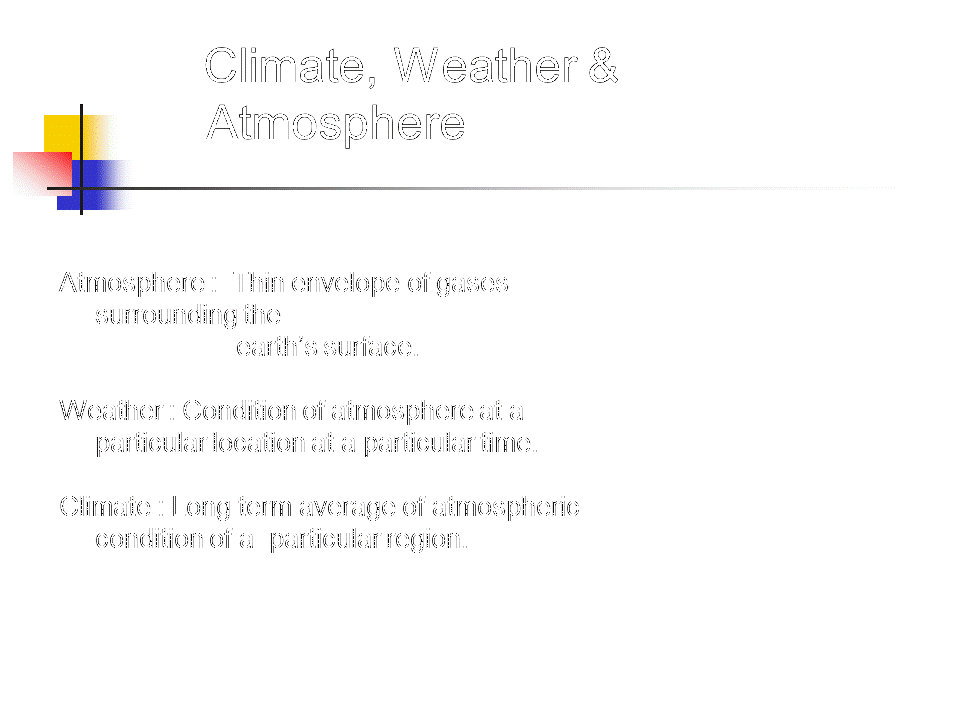 Climate, Weather &
Atmosphere
Atmosphere : Thin envelope of gases
surrounding the
earth's surface.
Weather : Condition of atmosphere at a
particular location at a particular time.
Climate : Long term average of atmospheric
condition of a particular region.